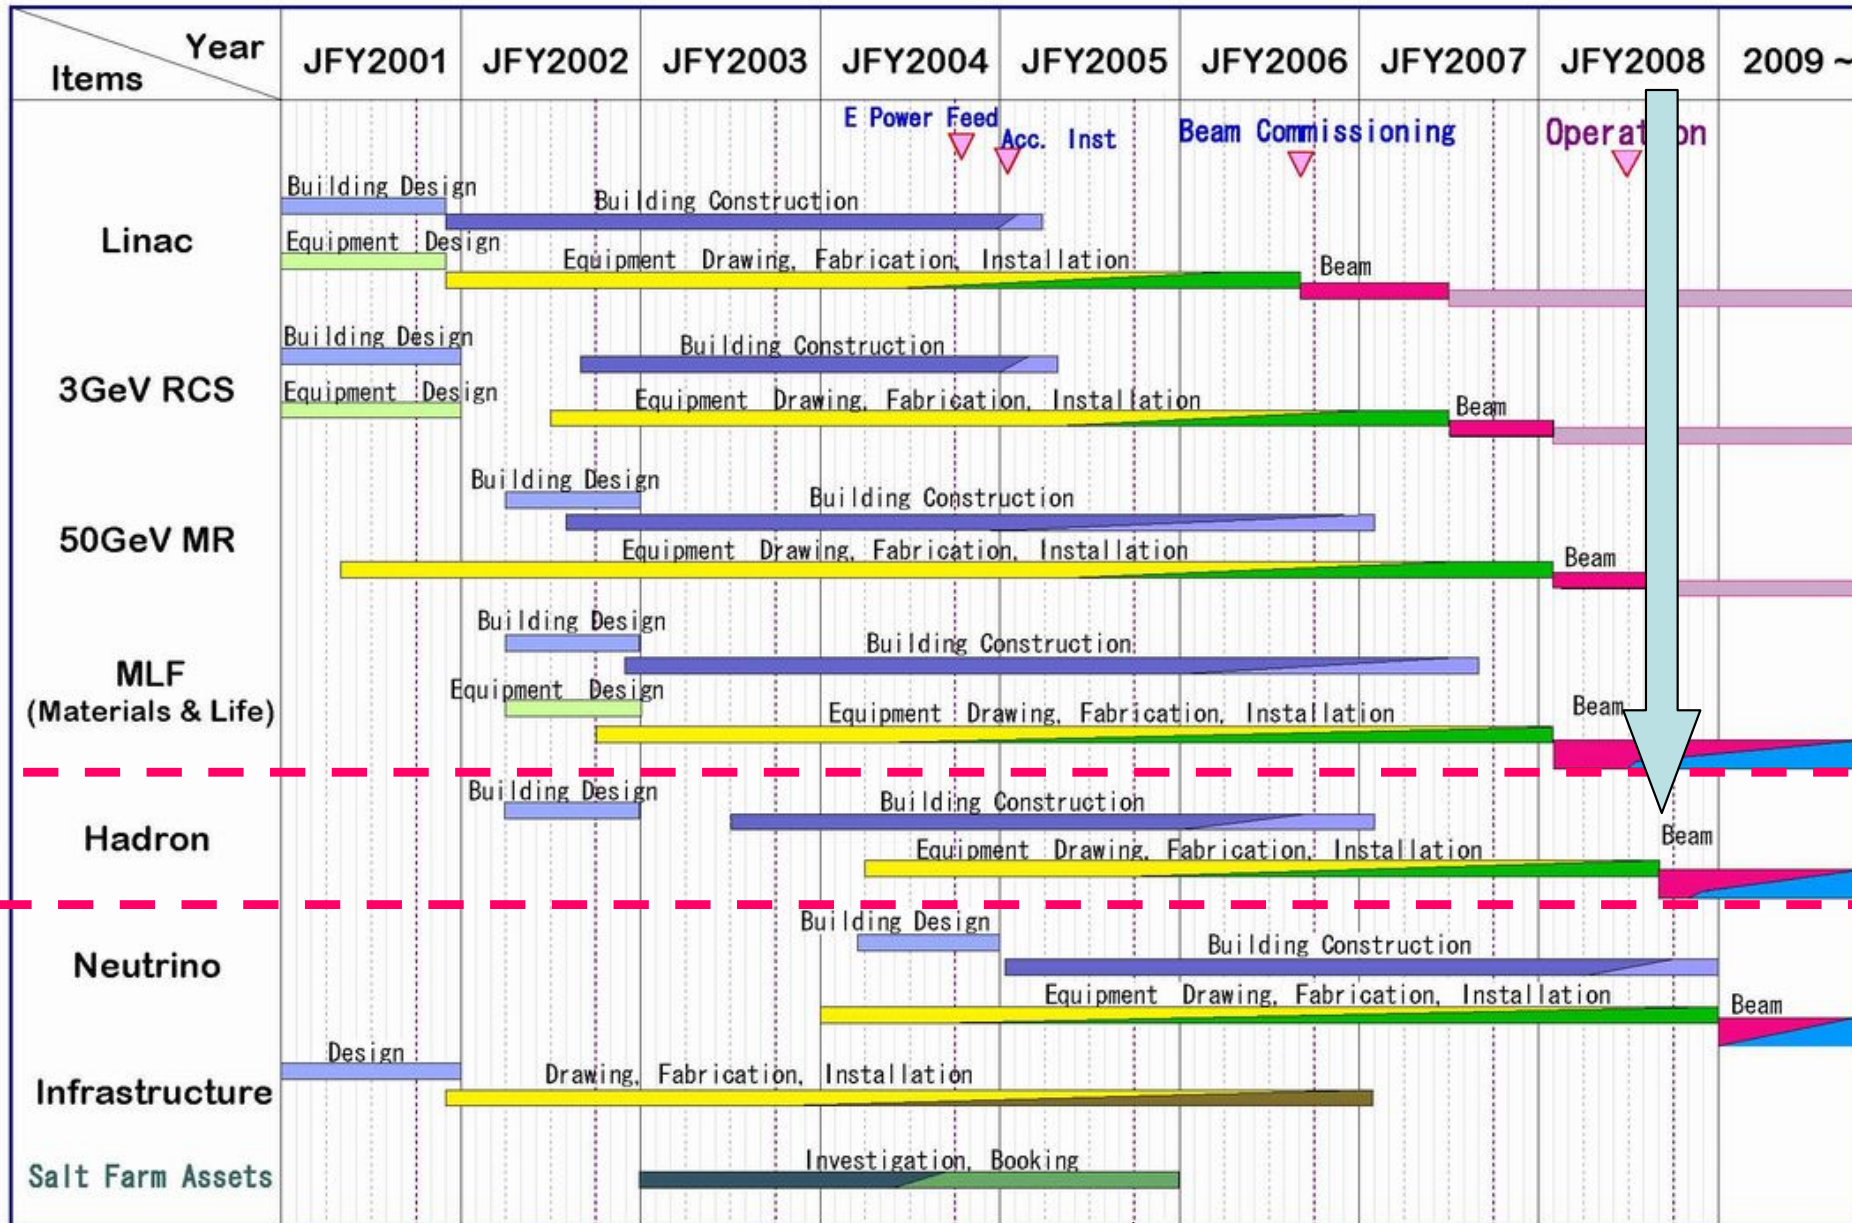 Year
Items
JFY2001 JFY2002 JFY2003 JFY2004 JFY2005 JFY2006 JFY2007 JFY2008 2009 ~
E Power Feed
Acc. Inst
Beam Commissioning
Operation
Linac
Building Design
Building Construction
Equipment Design
Equipment Drawing, Fabrication, Installation
Beam
3GeV RCS
Building Design
Building Construction
Equipment Design
Equipment Drawing, Fabrication, Installation
Beam
50GeV MR
Building Design
Building Construction
Equipment Drawing, Fabrication, Installation
Beam
MLF
(Materials & Life)
Building Design
Building Construction
Equipment Design
Equipment Drawing, Fabrication, Installation
Beam
Hadron
Building Design
Building Construction
Equipment Drawing, Fabrication, Installation
Beam
Neutrino
Building Design
Building Construction
Equipment Drawing, Fabrication, Installation
Beam
Infrastructure
Design
Drawing, Fabrication, Installation
Salt Farm Assets
Investigation, Booking